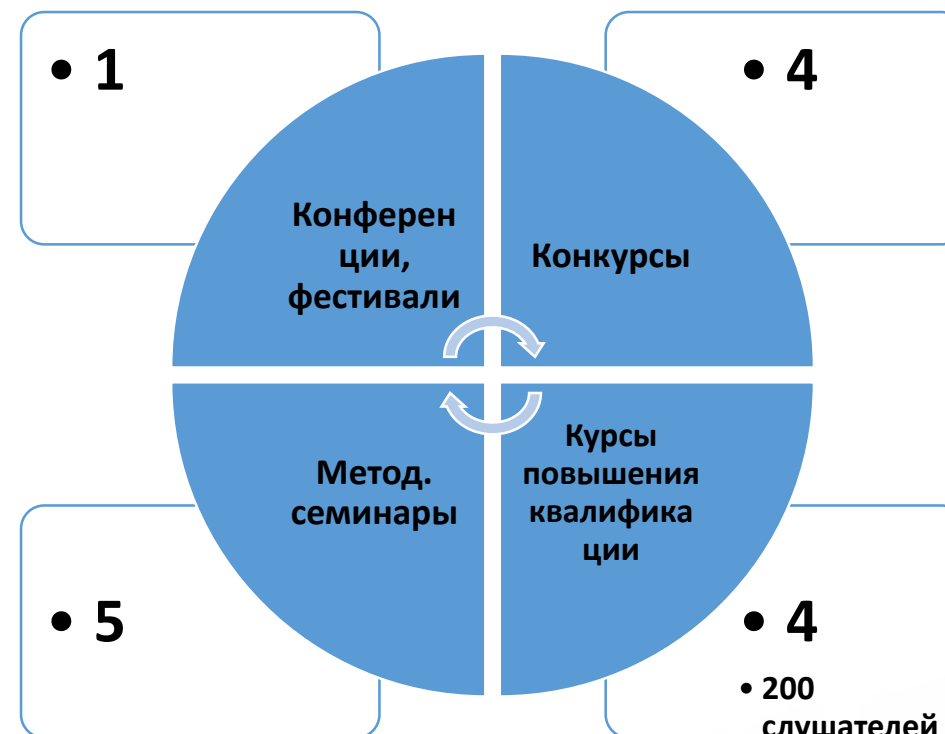 • 1
• 4
Конферен
ции,
фестивали
Конкурсы
Метод.
семинары
Курсы
повышения
квалифика
ции
• 5
• 4
• 200
слушателей